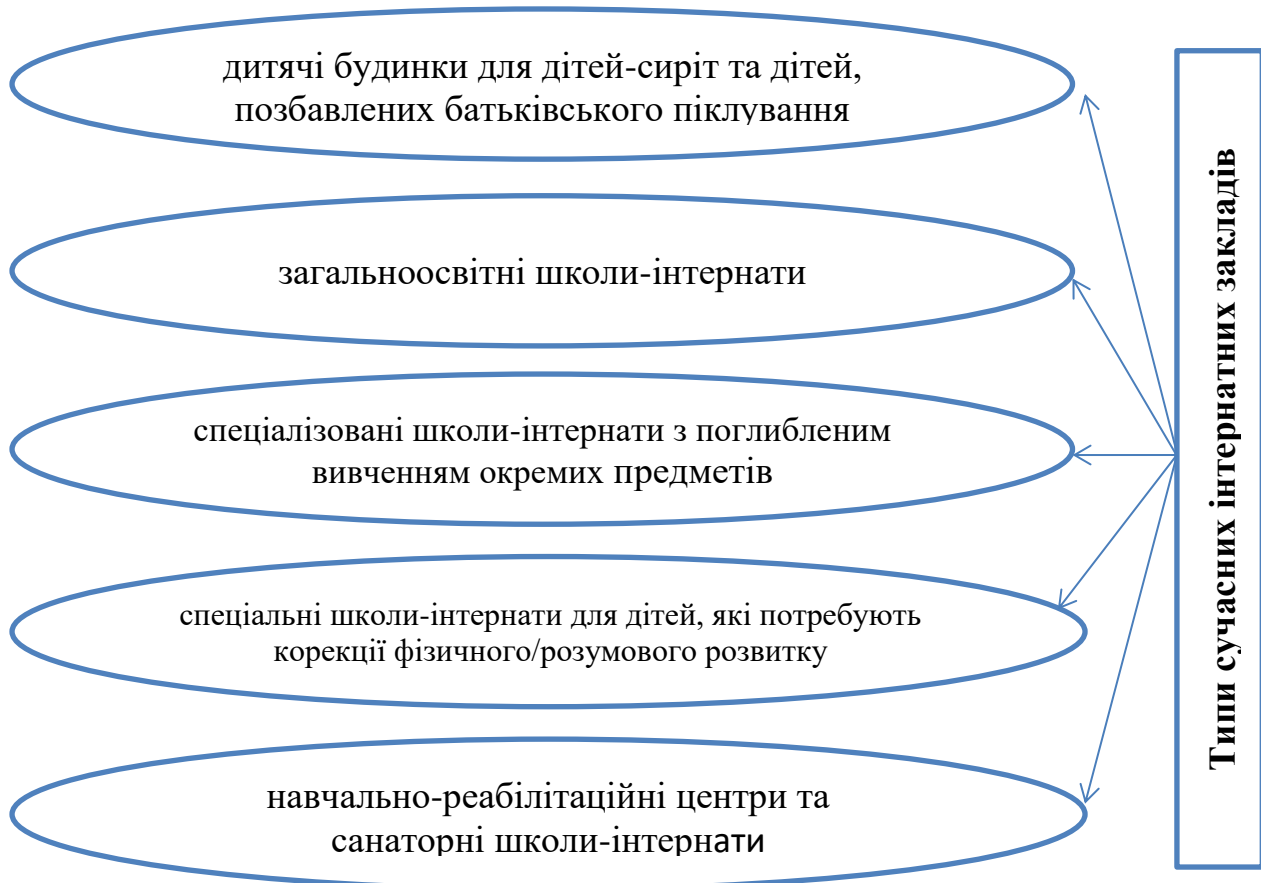 дитячі будинки для дітей-сиріт та дітей,
позбавлених батьківського піклування
загальноосвітні школи-інтернати
спеціалізовані школи-інтернати з поглибленим
вивченням окремих предметів
спеціальні школи-інтернати для дітей, які потребують
корекції фізичного/розумового розвитку
навчально-реабілітаційні центри та
санаторні школи-інтернати
Типи сучасних інтернатних закладів